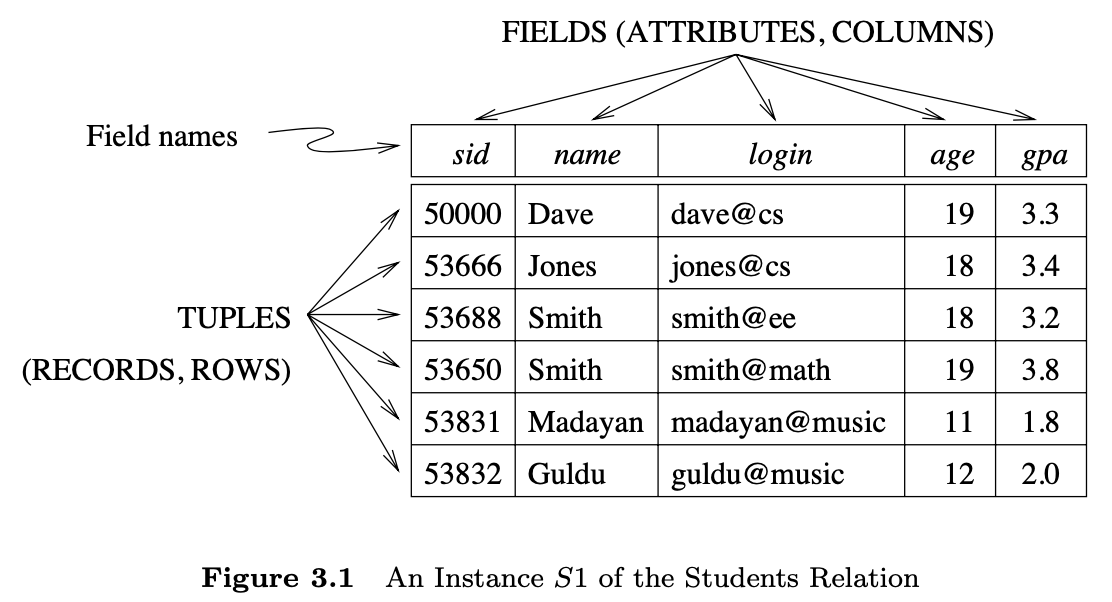 FIELDS (ATTRIBUTES, COLUMNS)
Field names
sid name login age gpa
50000 Dave dave@cs 19 3.3
53666 Jones jones@cs 18 3.4
TUPLES
53688 Smith smith@ee 18 3.2
(RECORDS, ROWS)
53650 Smith smith@math 19 3.8
53831 Madayan madayan@music 11 1.8
53832 Guldu guldu@music 12 2.0
Figure 3.1 An Instance S1 of the Students Relation